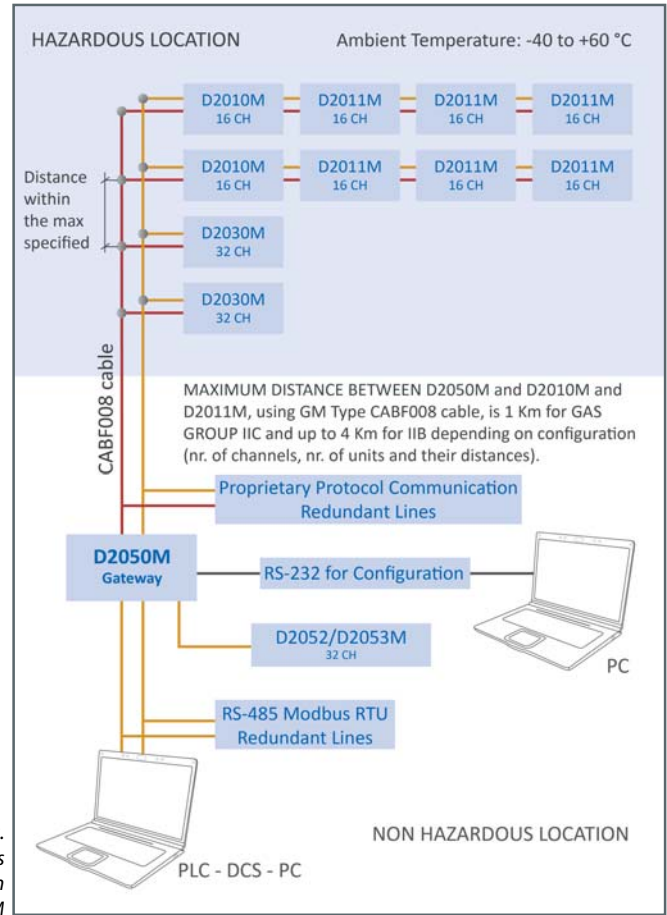 HAZARDOUS LOCATION
Ambient Temperature: -40 to +60 °C
D2010M
16 CH
D2011M
16 CH
D2011M
16 CH
D2011M
16 CH
D2010M
16 CH
D2011M
16 CH
D2011M
16 CH
D2011M
16 CH
Distance
within
the max
specified
D2030M
32 CH
D2030M
32 CH
CABF008 cable
MAXIMUM DISTANCE BETWEEN D2050M and D2010M and
D2011M, using GM Type CABF008 cable, is 1 Km for GAS
GROUP IIC and up to 4 Km for IIB depending on configuration
(nr. of channels, nr. of units and their distances).
Proprietary Protocol Communication
Redundant Lines
D2050M
Gateway
RS-232 for Configuration
PC
D2052/D2053M
32 CH
RS-485 Modbus RTU
Redundant Lines
PLC - DCS - PC
NON HAZARDOUS LOCATION